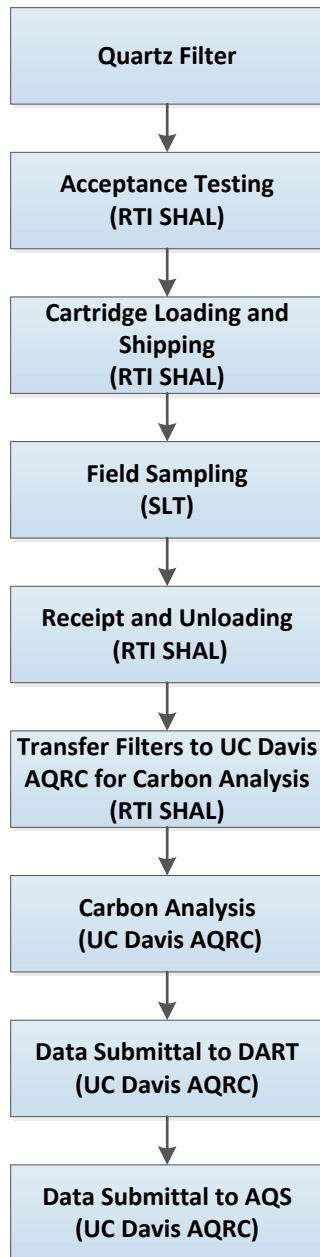 Quartz Filter
Acceptance Testing
(RTI SHAL)
Cartridge Loading and
Shipping
(RTI SHAL)
Field Sampling
(SLT)
Receipt and Unloading
(RTI SHAL)
Transfer Filters to UC Davis
AQRC for Carbon Analysis
(RTI SHAL)
Carbon Analysis
(UC Davis AQRC)
Data Submittal to DART
(UC Davis AQRC)
Data Submittal to AQS
(UC Davis AQRC)